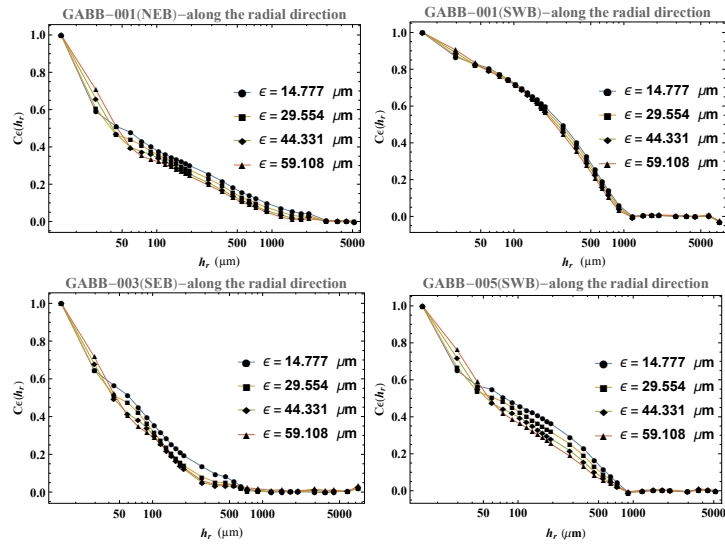 GABB-001(NEB)-along the radial direction
1.0
0.8
0.6
0.4
0.2
0.0
Cϵ(hr)
ϵ = 14.777 μm
ϵ = 29.554 μm
ϵ = 44.331 μm
ϵ = 59.108 μm
50 100 500 1000 5000
hr (μm)
GABB-001(SWB)-along the radial direction
1.0
0.8
0.6
0.4
0.2
0.0
Cϵ(hr)
ϵ = 14.777 μm
ϵ = 29.554 μm
ϵ = 44.331 μm
ϵ = 59.108 μm
50 100 500 1000 5000
hr (μm)
GABB-003(SEB)-along the radial direction
1.0
0.8
0.6
0.4
0.2
0.0
Cϵ(hr)
ϵ = 14.777 μm
ϵ = 29.554 μm
ϵ = 44.331 μm
ϵ = 59.108 μm
50 100 500 1000 5000
hr (μm)
GABB-005(SWB)-along the radial direction
1.0
0.8
0.6
0.4
0.2
0.0
Cϵ(hr)
ϵ = 14.777 μm
ϵ = 29.554 μm
ϵ = 44.331 μm
ϵ = 59.108 μm
50 100 500 1000 5000
hr (μm)